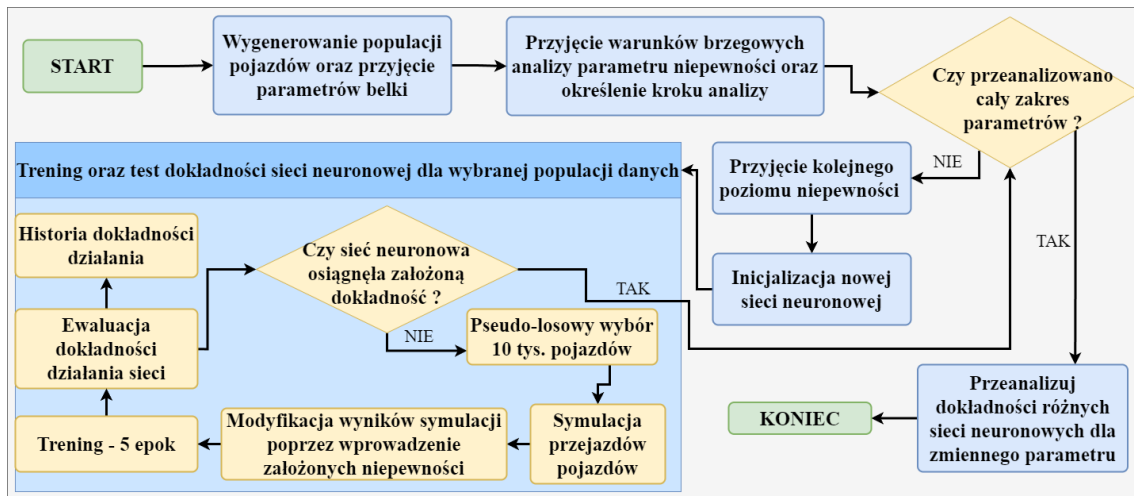 START
Wygenerowanie populacji
pojazdów oraz przyjęcie
parametrów belki
Przyjęcie warunków brzegowych
analizy parametru niepewności oraz
określenie kroku analizy
Czy przeanalizowano
cały zakres
parametrów ?
NIE
TAK
Przyjęcie kolejnego
poziomu niepewności
Inicjalizacja nowej
sieci neuronowej
Trening oraz test dokładności sieci neuronowej dla wybranej populacji danych
Historia dokładności
działania
Czy sieć neuronowa
osiągnęła założoną
dokładność ?
TAK
NIE
Ewaluacja
dokładności
działania sieci
Pseudo-losowy wybór
10 tys. pojazdów
Trening - 5 epok
Modyfikacja wyników symulacji
poprzez wprowadzenie
założonych niepewności
Symulacja
przejazdów
pojazdów
Przeanalizuj
dokładności różnych
sieci neuronowych dla
zmiennego parametru
KONIEC